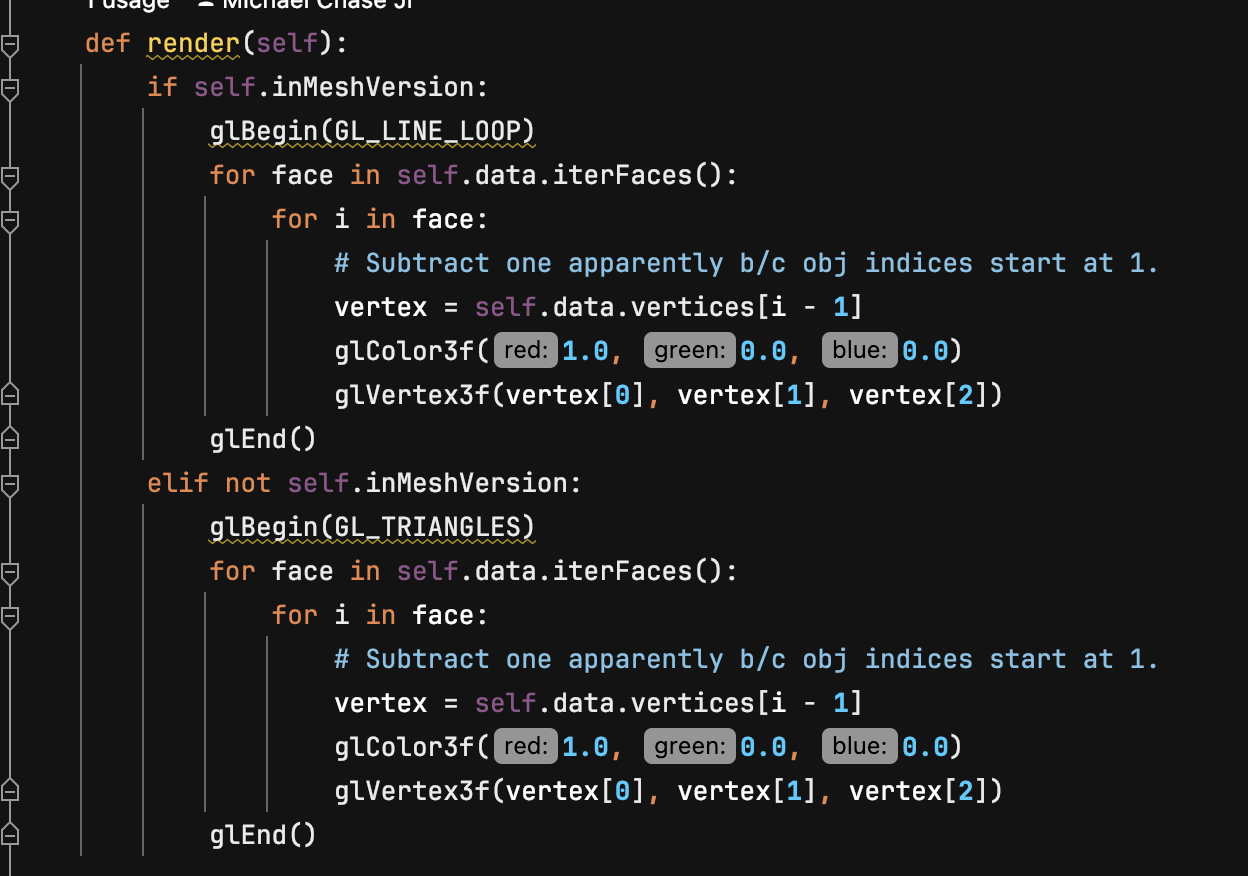 1 usage Michael Chase Jr
def render(self):
if self.inMeshVersion:
glBegin(GL_LINE_LOOP)
for face in self.data.iterFaces():
for i in face:
# Subtract one apparently b/c obj indices start at 1.
vertex = self.data.vertices[i - 1]
glColor3f(red: 1.0, green: 0.0, blue: 0.0)
glVertex3f(vertex[0], vertex[1], vertex[2])
glEnd()
elif not self.inMeshVersion:
glBegin(GL_TRIANGLES)
for face in self.data.iterFaces():
for i in face:
# Subtract one apparently b/c obj indices start at 1.
vertex = self.data.vertices[i - 1]
glColor3f(red: 1.0, green: 0.0, blue: 0.0)
glVertex3f(vertex[0], vertex[1], vertex[2])
glEnd()